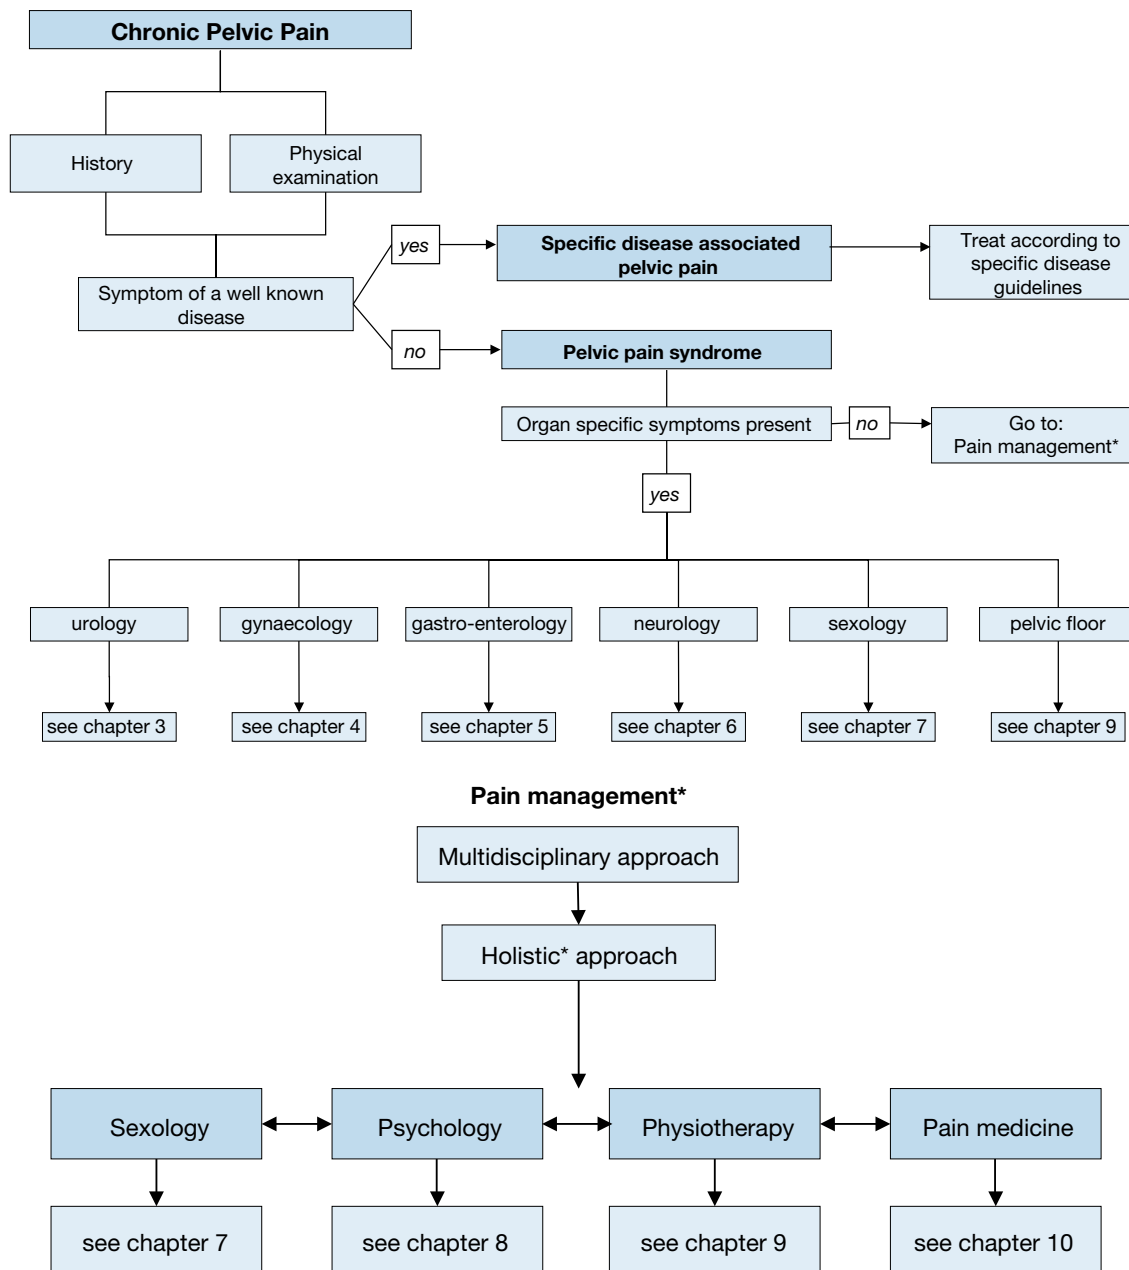 Chronic Pelvic Pain
History
Physical
examination
Symptom of a well known
disease
yes
Specific disease associated
pelvic pain
Treat according to
specific disease
guidelines
no
Pelvic pain syndrome
Organ specific symptoms present
no
Go to:
Pain management*
yes
urology
gynaecology
gastro-enterology
neurology
sexology
pelvic floor
see chapter 3
see chapter 4
see chapter 5
see chapter 6
see chapter 7
see chapter 9
Pain management*
Multidisciplinary approach
Holistic* approach
Sexology
Psychology
Physiotherapy
Pain medicine
see chapter 7
see chapter 8
see chapter 9
see chapter 10